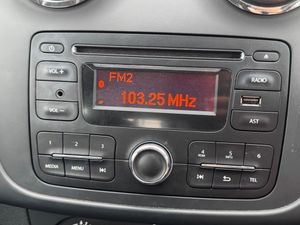 FM2
103.25 MHz
VOL +
RADIO
VOL –
AST
1 2 3
4 5 6
MEDIA MENU
TEL